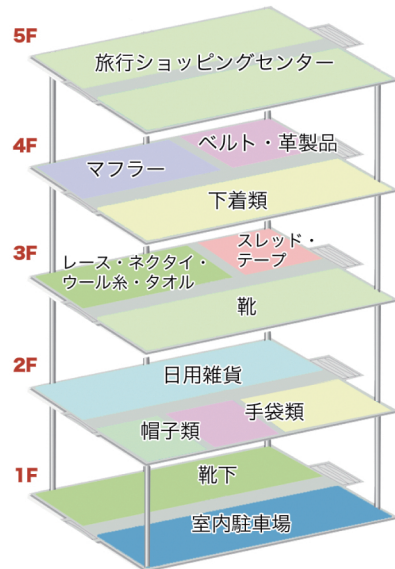 5F
旅行ショッピングセンター
4F
ベルト・革製品
マフラー
下着類
3F
スレッド・
テープ
レース・ネクタイ・
ウール糸・タオル
靴
2F
日用雑貨
手袋類
帽子類
1F
靴下
室内駐車場